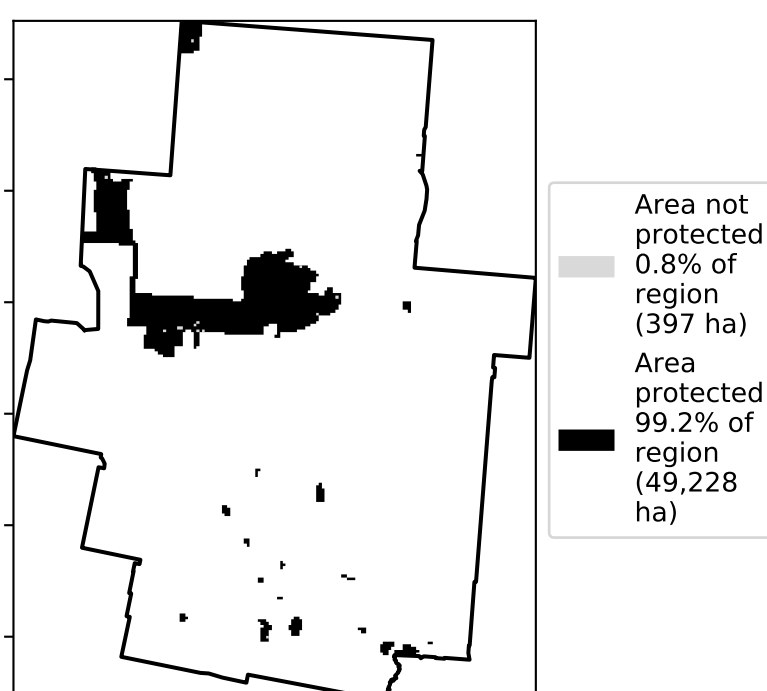 Area not
protected
0.8% of
region
(397 ha)
Area
protected
99.2% of
region
(49,228
ha)